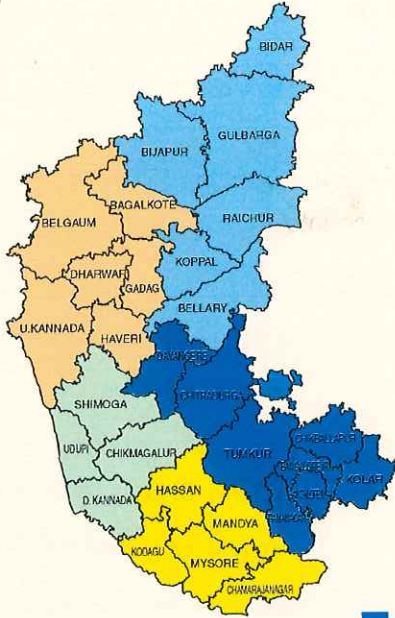 BIDAR
GULBARGA
BIJAPUR
BAGALKOTE
RAICHUR
BELGAUM
KOPPAL
DHARWAR
GADAG
BELLARY
U.KANNADA
HAVERI
DAVANGERE
CHITRADURGA
SHIMOGA
CHIKBALLAPUR
UDUPI
CHIKMAGALUR
TUMKUR
KOLAR
HASSAN
D.KANNADA
MANDYA
KODAGU
MYSORE
CHAMARAJANAGAR